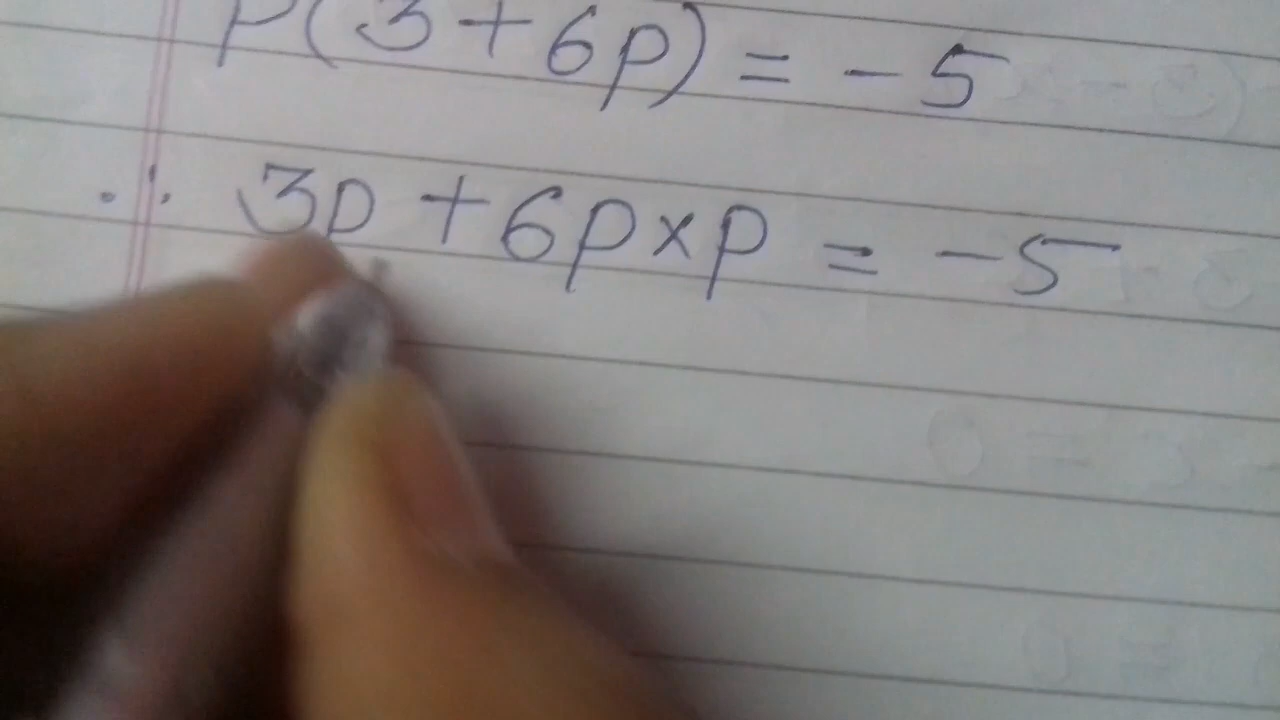 P(3+6P) = -5
∴ 3p + 6p×p = -5